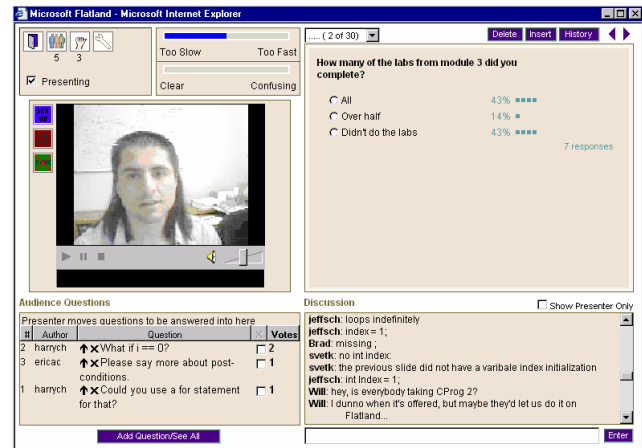 Microsoft Flatland - Microsoft Internet Explorer
5 3
Presenting
Too Slow Too Fast
Clear Confusing
..... ( 2 of 30)
Delete Insert History
How many of the labs from module 3 did you
complete?
All 43%
Over half 14%
Didn't do the labs 43%
7 responses
Audience Questions
Presenter moves questions to be answered into here
# Author Question Votes
2 harrych What if i == 0? 2
3 ericac Please say more about post-
conditions. 1
1 harrych Could you use a for statement
for that? 1
Add Question/See All
Discussion
Show Presenter Only
jeffsch: loops indefinitely
jeffsch: index = 1;
Brad: missing ;
svetk: no int index:
svetk: the previous slide did not have a varibale index initialization
jeffsch: int Index = 1;
Will: hey, is everybody taking CProg 2?
Will: I dunno when it's offered, but maybe they'd let us do it on
Flatland...
Enter